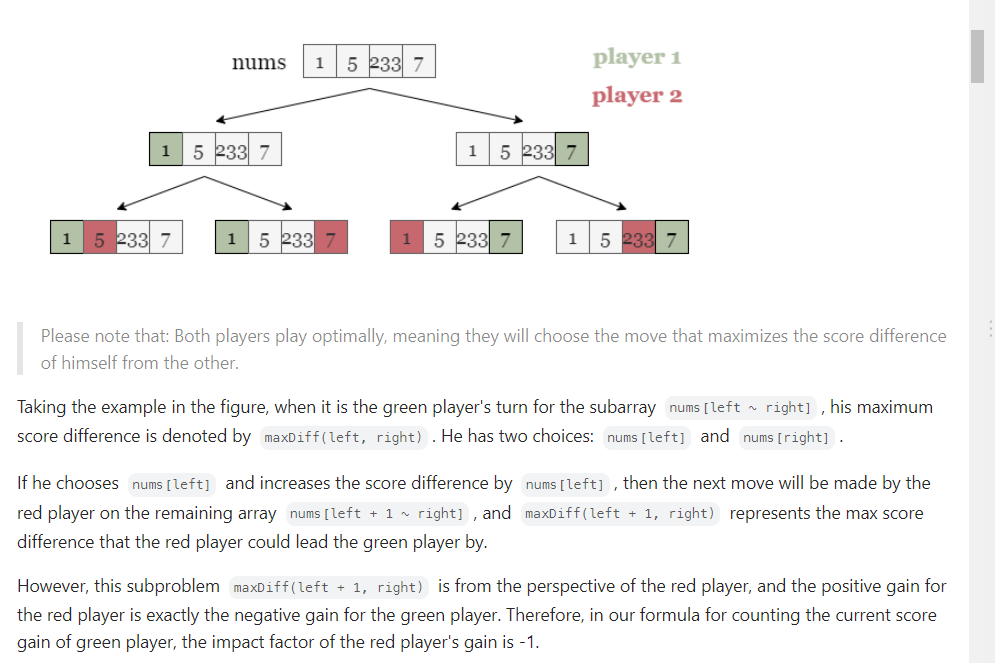 nums 1 5 233 7 player 1
player 2
1 5 233 7 1 5 233 7
1 5 233 7 1 5 233 7 1 5 233 7 1 5 233 7
Please note that: Both players play optimally, meaning they will choose the move that maximizes the score difference
of himself from the other.
Taking the example in the figure, when it is the green player's turn for the subarray nums[left ~ right] , his maximum
score difference is denoted by maxDiff(left, right) . He has two choices: nums[left] and nums[right] .
If he chooses nums[left] and increases the score difference by nums[left] , then the next move will be made by the
red player on the remaining array nums[left + 1 ~ right] , and maxDiff(left + 1, right) represents the max score
difference that the red player could lead the green player by.
However, this subproblem maxDiff(left + 1, right) is from the perspective of the red player, and the positive gain for
the red player is exactly the negative gain for the green player. Therefore, in our formula for counting the current score
gain of green player, the impact factor of the red player's gain is -1.